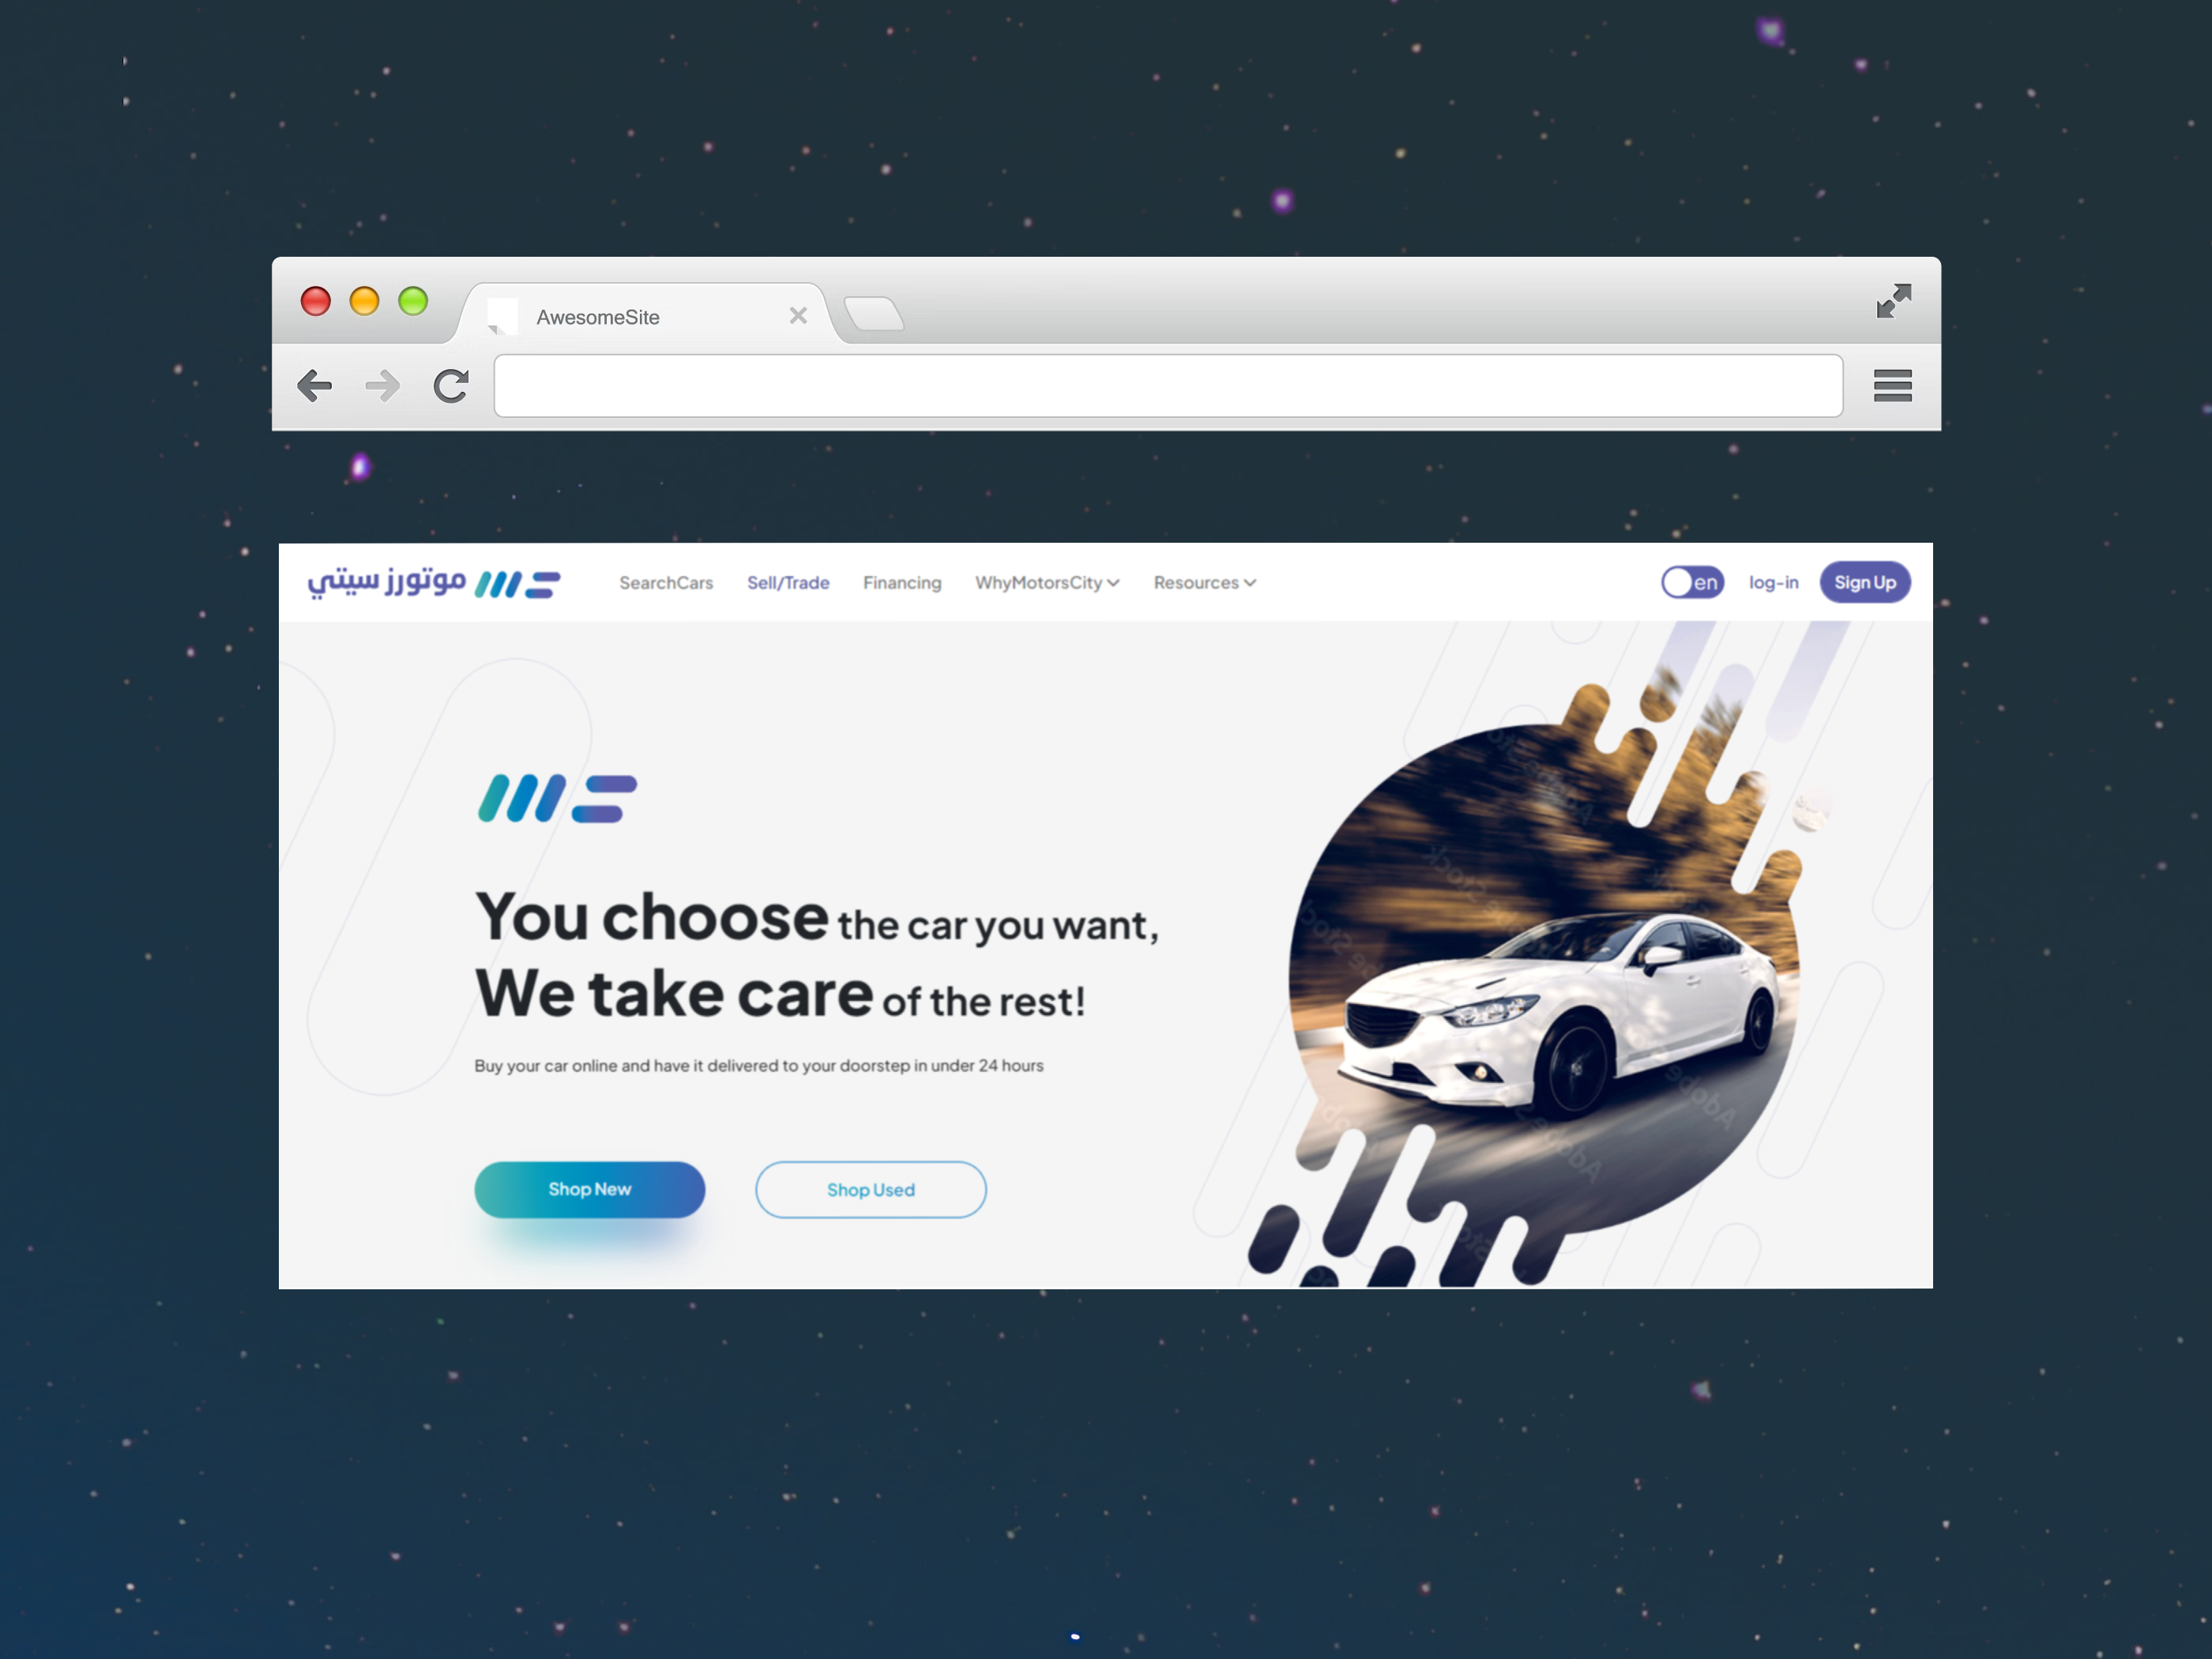 AwesomeSite
موتورز سيتي
SearchCars Sell/Trade Financing WhyMotorsCity Resources en log-in Sign Up
You choose the car you want,
We take care of the rest!
Buy your car online and have it delivered to your doorstep in under 24 hours
Shop New Shop Used